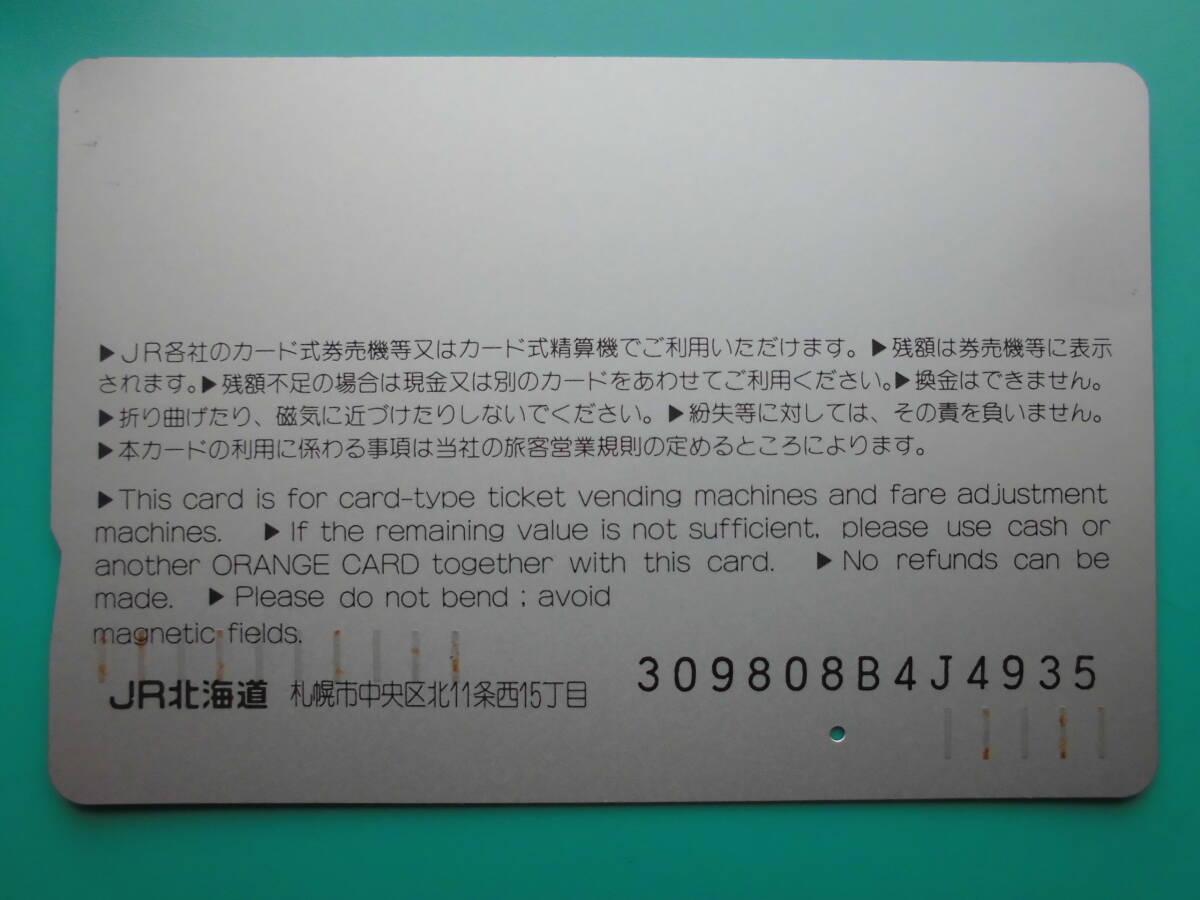 ▶JR各社のカード式券売機等又はカード式精算機でご利用いただけます。▶残額は券売機等に表示
されます。▶残額不足の場合は現金又は別のカードをあわせてご利用ください。▶換金はできません。
▶折り曲げたり、磁気に近づけたりしないでください。▶紛失等に対しては、その責を負いません。
▶本カードの利用に係わる事項は当社の旅客営業規則の定めるところによります。
▶This card is for card-type ticket vending machines and fare adjustment
machines. ▶If the remaining value is not sufficient, please use cash or
another ORANGE CARD together with this card. ▶No refunds can be
made. ▶Please do not bend ; avoid
magnetic fields.
309808B4J4935
JR北海道 札幌市中央区北11条西15丁目